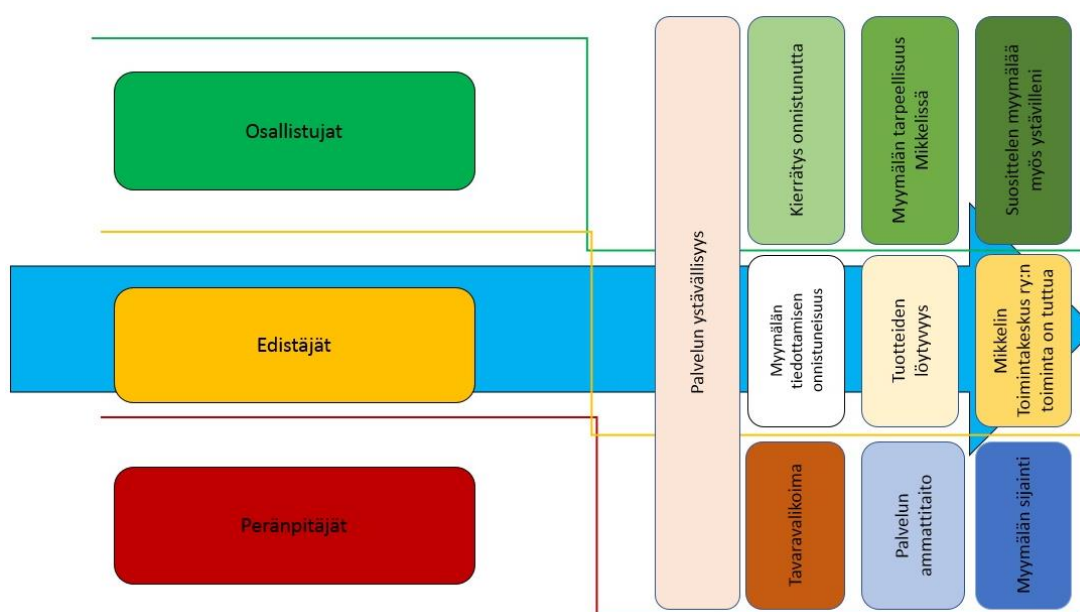 Osallistujat
Edistäjät
Peränpitäjät
Palvelun ystävällisyys
Kierrätys onnistunutta
Myymälän tarpeellisuus
Mikkelissä
Suosittelen myymälää
myös ystävilleni
Myymälän
tiedottamisen
onnistuneisuus
Tuotteiden
löytyvyys
Mikkelin
Toimintakeskus ry:n
toiminta on tuttua
Tavaravalikoima
Palvelun
ammattitaito
Myymälän sijainti